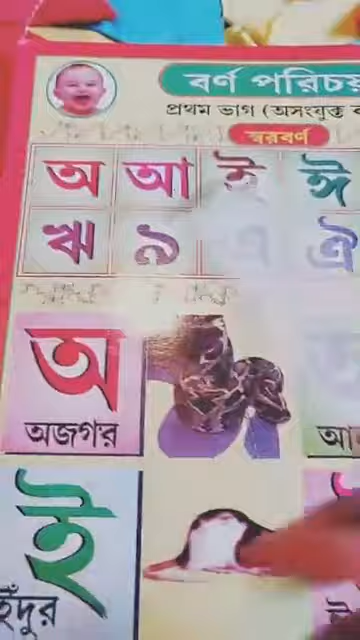 বর্ণ পরিচয়
প্রথম ভাগ (অসংযুক্ত
স্বরবর্ণ
অ আ ই ঈ
ঋ ৯ এ ঐ
অ
অজগর
আ
ই
ইঁদুর